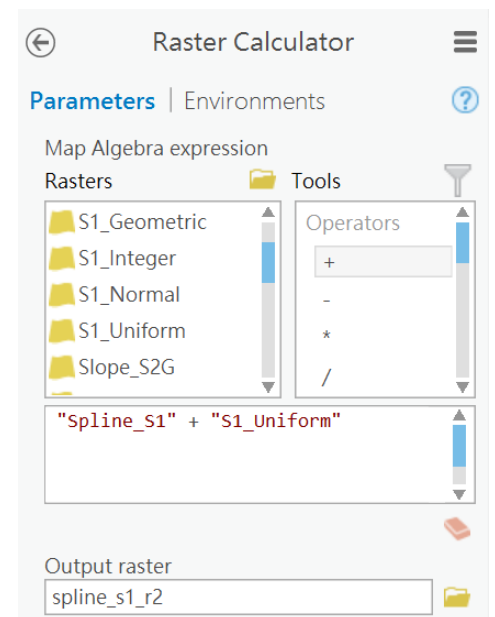 Raster Calculator
Parameters | Environments
?
Map Algebra expression
Rasters Tools
S1_Geometric
S1_Integer
S1_Normal
S1_Uniform
Slope_S2G
Operators
+
-
*
/
"Spline_S1" + "S1_Uniform"
Output raster
spline_s1_r2